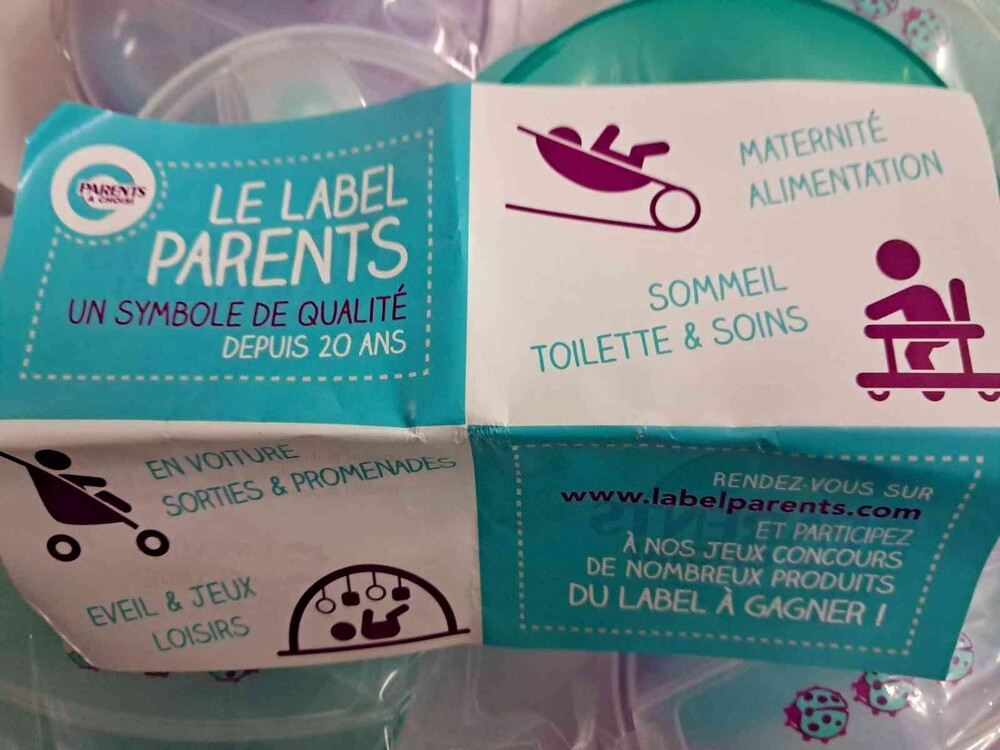 PARENTS
A CHOISI
LE LABEL
PARENTS
UN SYMBOLE DE QUALITÉ
DEPUIS 20 ANS
MATERNITÉ
ALIMENTATION
SOMMEIL
TOILETTE & SOINS
EN VOITURE
SORTIES & PROMENADES
EVEIL & JEUX
LOISIRS
RENDEZ-VOUS SUR
www.labelparents.com
ET PARTICIPEZ
À NOS JEUX CONCOURS
DE NOMBREUX PRODUITS
DU LABEL À GAGNER !